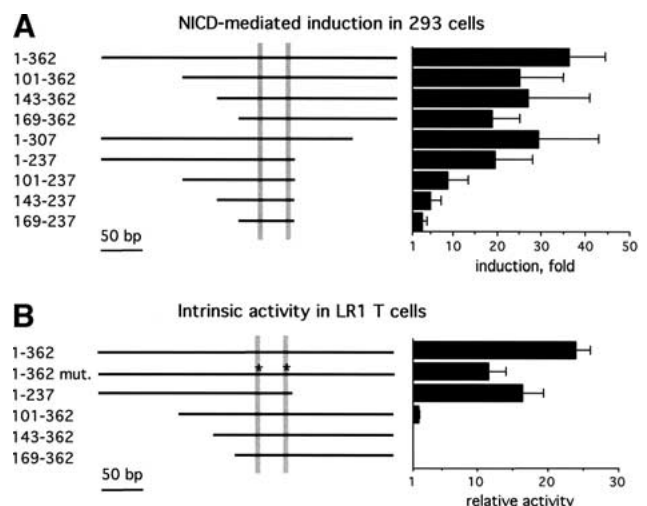 A
NICD-mediated induction in 293 cells
1-362
101-362
143-362
169-362
1-307
1-237
101-237
143-237
169-237
50 bp
1 10 20 30 40 50
induction, fold
B
Intrinsic activity in LR1 T cells
1-362
1-362 mut.
1-237
101-362
143-362
169-362
50 bp
1 10 20 30
relative activity